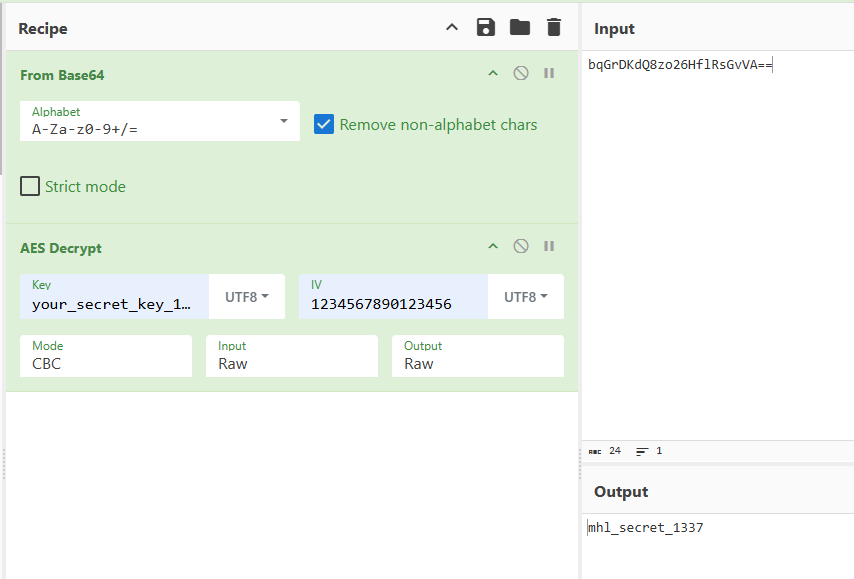 Recipe
From Base64
Alphabet
A-Za-z0-9+/=
Remove non-alphabet chars
Strict mode
AES Decrypt
Key
your_secret_key_1…
UTF8
IV
1234567890123456
UTF8
Mode
CBC
Input
Raw
Output
Raw
Input
bqGrDKdQ8zo26HflRsGvVA==
ABC 24 1
Output
mhl_secret_1337